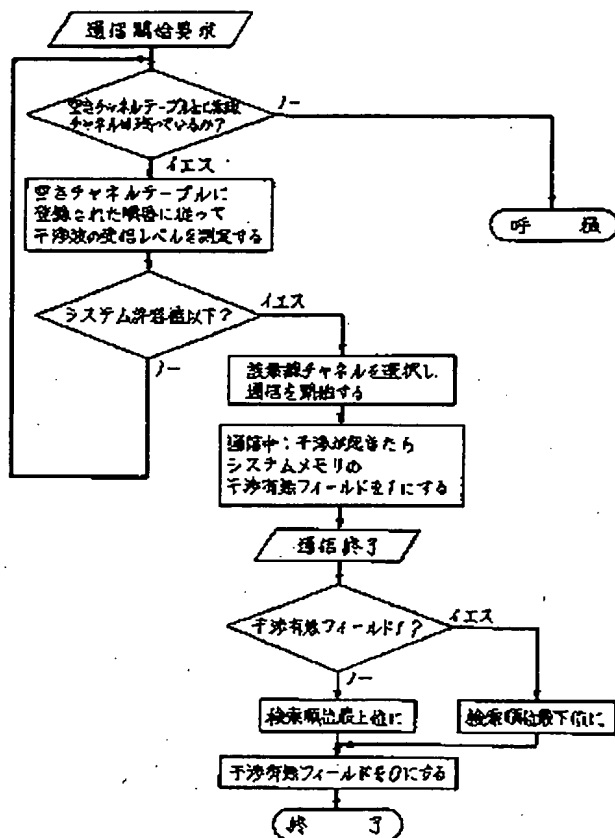 通信開始要求
空きチャネルテーブル上に無線
チャネルは残っているか?
ノー
イエス
空きチャネルテーブルに
登録された順番に従って
干渉波の受信レベルを測定する
呼 損
システム許容値以下?
イエス
ノー
該無線チャネルを選択し
通信を開始する
通信中:干渉が起きたら
システムメモリの
干渉有無フィールドを1にする
通信終了
干渉有無フィールド1?
イエス
ノー
検索順位最上位に
検索順位最下位に
干渉有無フィールドを0にする
終 了